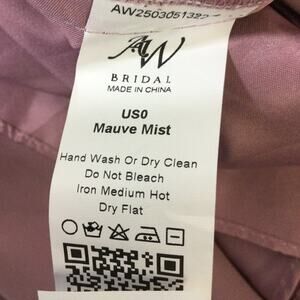 AW
BRIDAL
MADE IN CHINA
US0
Mauve Mist
Hand Wash Or Dry Clean
Do Not Bleach
Iron Medium Hot
Dry Flat